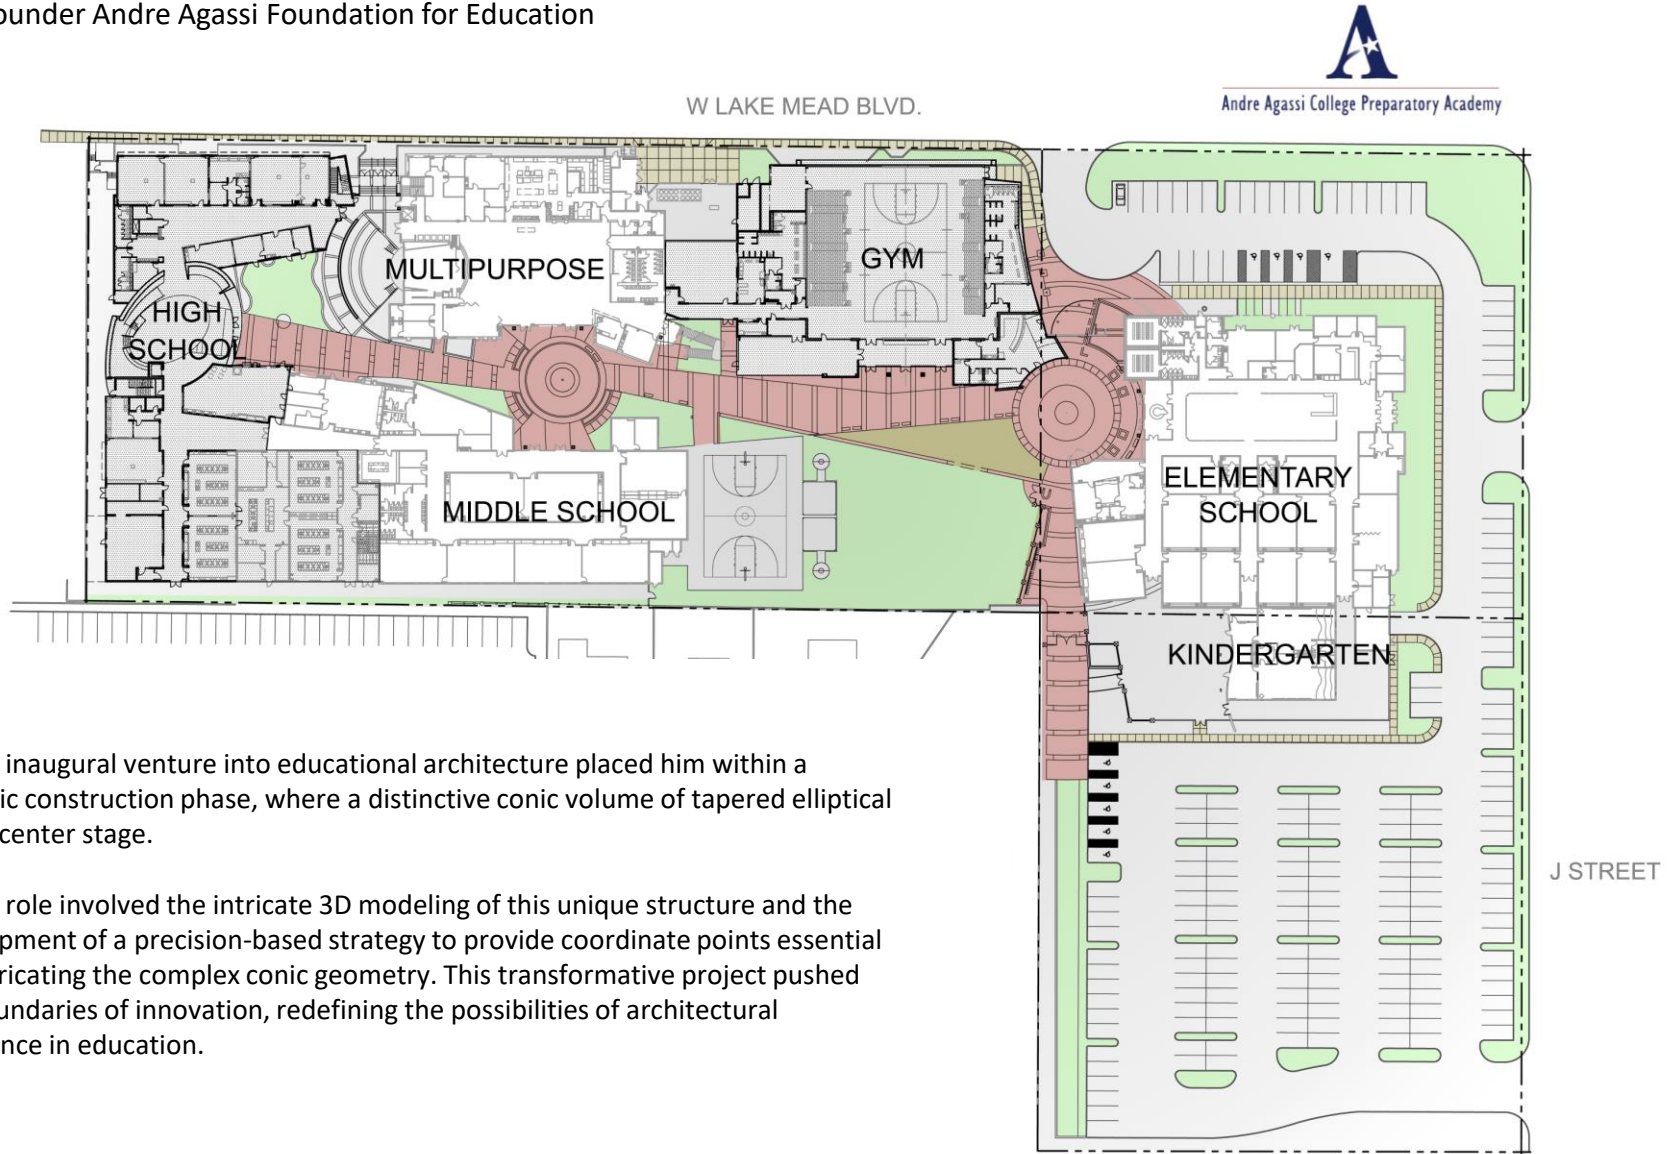 ounder Andre Agassi Foundation for Education
A
Andre Agassi College Preparatory Academy
W LAKE MEAD BLVD.
MULTIPURPOSE
GYM
HIGH
SCHOOL
MIDDLE SCHOOL
ELEMENTARY
SCHOOL
KINDERGARTEN
J STREET
inaugural venture into educational architecture placed him within a
ic construction phase, where a distinctive conic volume of tapered elliptical
center stage.
role involved the intricate 3D modeling of this unique structure and the
pment of a precision-based strategy to provide coordinate points essential
ricating the complex conic geometry. This transformative project pushed
undaries of innovation, redefining the possibilities of architectural
nce in education.